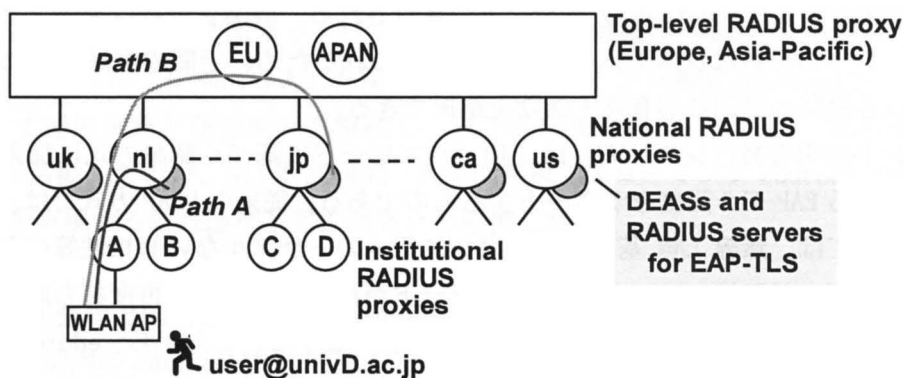 Top-level RADIUS proxy
(Europe, Asia-Pacific)
EU
APAN
Path B
National RADIUS
proxies
uk
nl
jp
ca
us
Path A
DEASs and
RADIUS servers
for EAP-TLS
A
B
C
D
Institutional
RADIUS
proxies
WLAN AP
user@univD.ac.jp